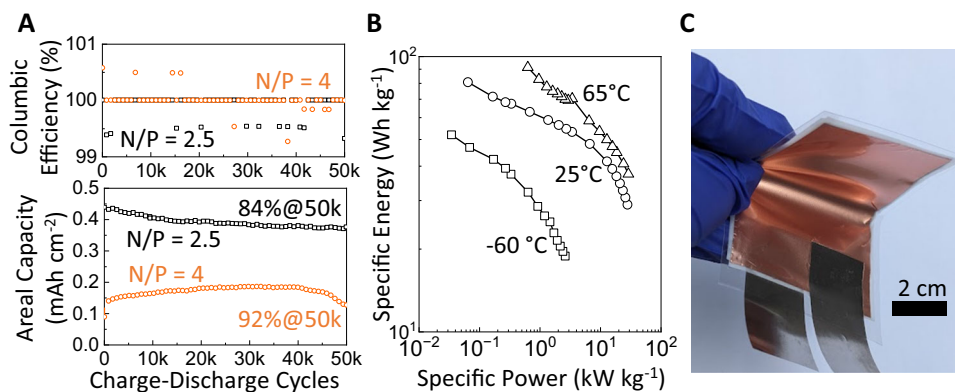 A
Columbic
Efficiency (%)
101
100
99
N/P = 4
N/P = 2.5
0 10k 20k 30k 40k 50k
Areal Capacity
(mAh cm⁻²)
0.5
0.4
0.3
0.2
0.1
0.0
84%@50k
N/P = 2.5
N/P = 4
92%@50k
0 10k 20k 30k 40k 50k
Charge-Discharge Cycles
B
Specific Energy (Wh kg⁻¹)
10²
10¹
65°C
25°C
-60 °C
10⁻² 10⁻¹ 10⁰ 10¹ 10²
Specific Power (kW kg⁻¹)
C
2 cm